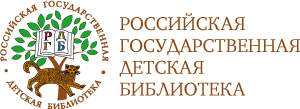 РОССИЙСКАЯ ГОСУДАРСТВЕННАЯ
РГ
ДБ
ДЕТСКАЯ БИБЛИОТЕКА
РОССИЙСКАЯ
ГОСУДАРСТВЕННАЯ
ДЕТСКАЯ
БИБЛИОТЕКА